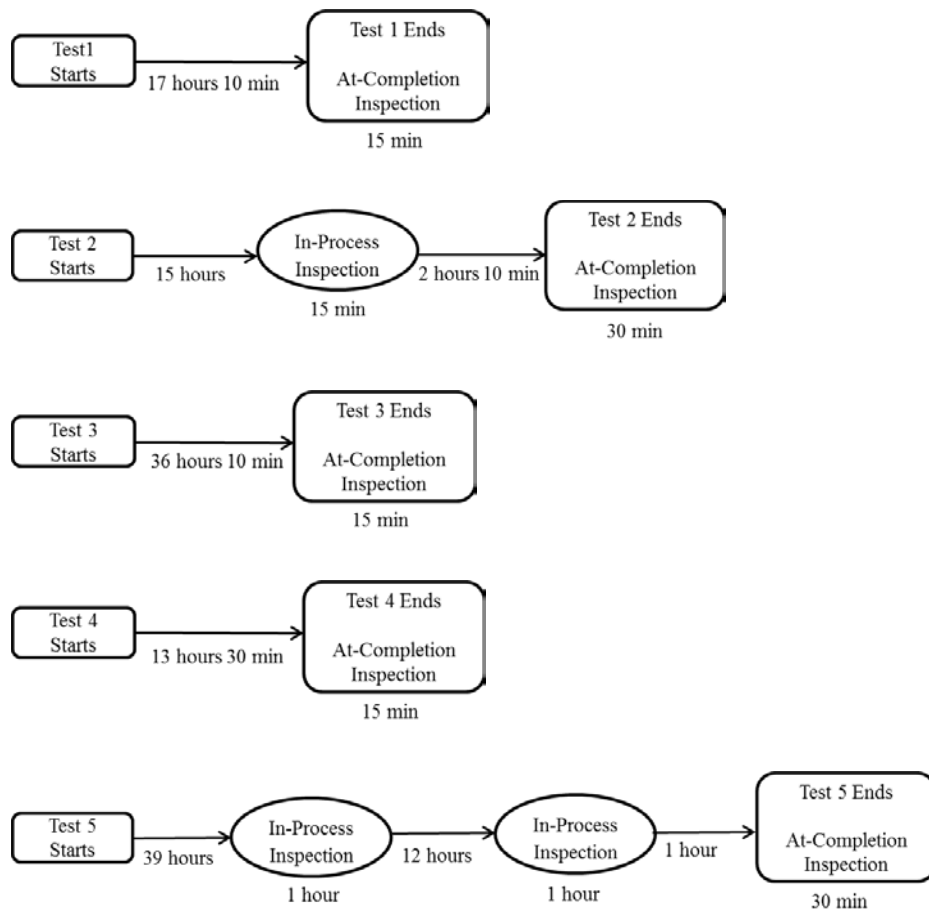 Test1
Starts
17 hours 10 min
Test 1 Ends
At-Completion
Inspection
15 min
Test 2
Starts
15 hours
In-Process
Inspection
15 min
2 hours 10 min
Test 2 Ends
At-Completion
Inspection
30 min
Test 3
Starts
36 hours 10 min
Test 3 Ends
At-Completion
Inspection
15 min
Test 4
Starts
13 hours 30 min
Test 4 Ends
At-Completion
Inspection
15 min
Test 5
Starts
39 hours
In-Process
Inspection
1 hour
12 hours
In-Process
Inspection
1 hour
1 hour
Test 5 Ends
At-Completion
Inspection
30 min